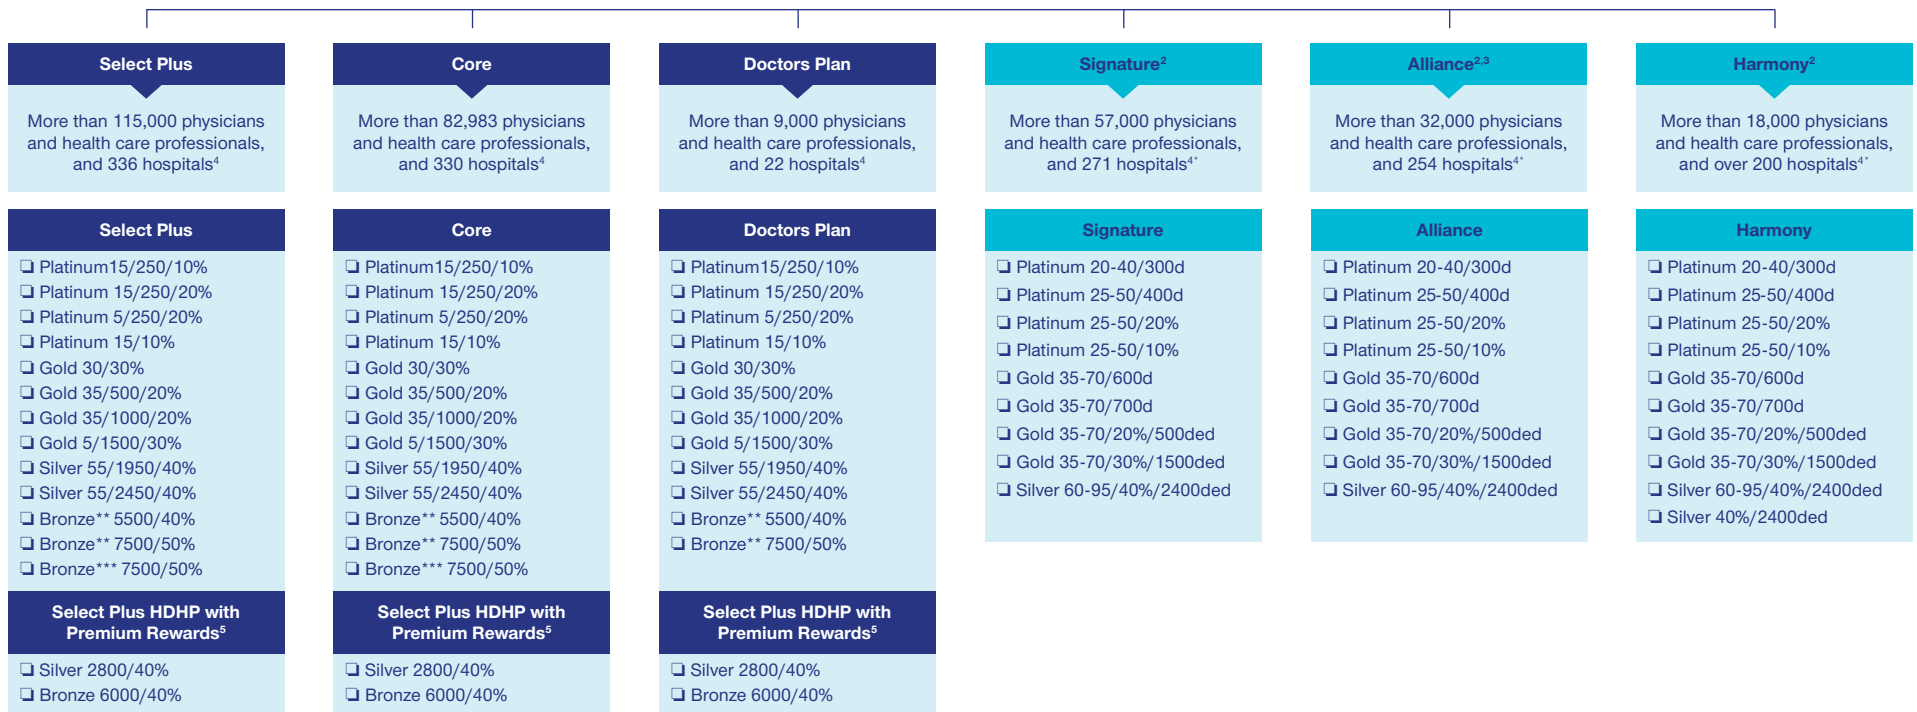 Select Plus
More than 115,000 physicians
and health care professionals,
and 336 hospitals4
Core
More than 82,983 physicians
and health care professionals,
and 330 hospitals4
Doctors Plan
More than 9,000 physicians
and health care professionals,
and 22 hospitals4
Signature2
More than 57,000 physicians
and health care professionals,
and 271 hospitals4*
Alliance2,3
More than 32,000 physicians
and health care professionals,
and 254 hospitals4*
Harmony2
More than 18,000 physicians
and health care professionals,
and over 200 hospitals4*
Select Plus
❏ Platinum15/250/10%
❏ Platinum 15/250/20%
❏ Platinum 5/250/20%
❏ Platinum 15/10%
❏ Gold 30/30%
❏ Gold 35/500/20%
❏ Gold 35/1000/20%
❏ Gold 5/1500/30%
❏ Silver 55/1950/40%
❏ Silver 55/2450/40%
❏ Bronze** 5500/40%
❏ Bronze** 7500/50%
❏ Bronze*** 7500/50%
Select Plus HDHP with
Premium Rewards5
❏ Silver 2800/40%
❏ Bronze 6000/40%
Core
❏ Platinum15/250/10%
❏ Platinum 15/250/20%
❏ Platinum 5/250/20%
❏ Platinum 15/10%
❏ Gold 30/30%
❏ Gold 35/500/20%
❏ Gold 35/1000/20%
❏ Gold 5/1500/30%
❏ Silver 55/1950/40%
❏ Silver 55/2450/40%
❏ Bronze** 5500/40%
❏ Bronze** 7500/50%
❏ Bronze*** 7500/50%
Select Plus HDHP with
Premium Rewards5
❏ Silver 2800/40%
❏ Bronze 6000/40%
Doctors Plan
❏ Platinum15/250/10%
❏ Platinum 15/250/20%
❏ Platinum 5/250/20%
❏ Platinum 15/10%
❏ Gold 30/30%
❏ Gold 35/500/20%
❏ Gold 35/1000/20%
❏ Gold 5/1500/30%
❏ Silver 55/1950/40%
❏ Silver 55/2450/40%
❏ Bronze** 5500/40%
❏ Bronze** 7500/50%
Select Plus HDHP with
Premium Rewards5
❏ Silver 2800/40%
❏ Bronze 6000/40%
Signature
❏ Platinum 20-40/300d
❏ Platinum 25-50/400d
❏ Platinum 25-50/20%
❏ Platinum 25-50/10%
❏ Gold 35-70/600d
❏ Gold 35-70/700d
❏ Gold 35-70/20%/500ded
❏ Gold 35-70/30%/1500ded
❏ Silver 60-95/40%/2400ded
Alliance
❏ Platinum 20-40/300d
❏ Platinum 25-50/400d
❏ Platinum 25-50/20%
❏ Platinum 25-50/10%
❏ Gold 35-70/600d
❏ Gold 35-70/700d
❏ Gold 35-70/20%/500ded
❏ Gold 35-70/30%/1500ded
❏ Silver 60-95/40%/2400ded
Harmony
❏ Platinum 20-40/300d
❏ Platinum 25-50/400d
❏ Platinum 25-50/20%
❏ Platinum 25-50/10%
❏ Gold 35-70/600d
❏ Gold 35-70/700d
❏ Gold 35-70/20%/500ded
❏ Gold 35-70/30%/1500ded
❏ Silver 60-95/40%/2400ded
❏ Silver 40%/2400ded